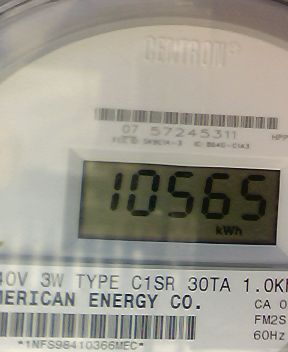 CENTRON®
07 57245311
10565
kWh
40V 3W TYPE C1SR 30TA 1.0K
MERICAN ENERGY CO.
CA 0
FM2S
60Hz
*1NFS98410366MEC*